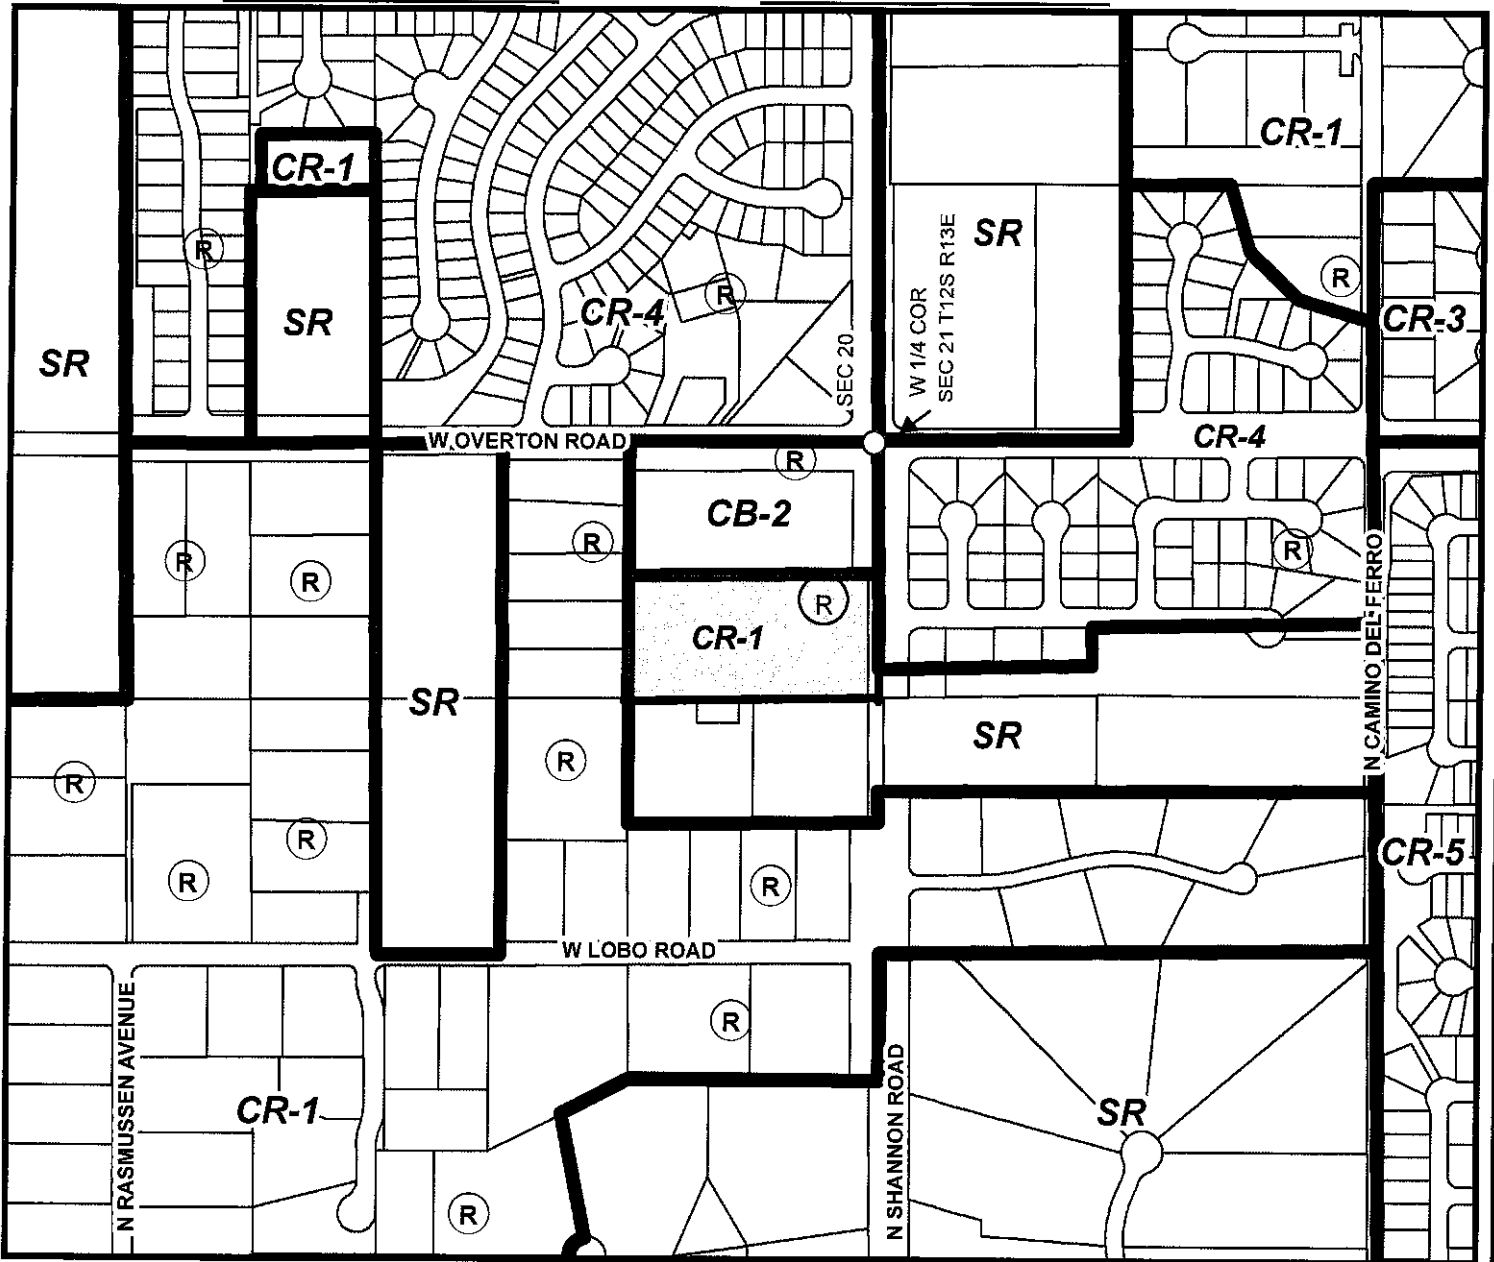 CR-1
CR-1
R
SR
R
SR
W 1/4 COR
SEC 21 T12S R13E
R
SR
CR-4
CR-3
SR
SEC 20
W OVERTON ROAD
CR-4
R
CB-2
R
R
R
R
R
CR-1
N CAMINO DEL FERRO
SR
SR
R
R
R
CR-5
R
R
W LOBO ROAD
N RASMUSSEN AVENUE
R
N SHANNON ROAD
CR-1
SR
R